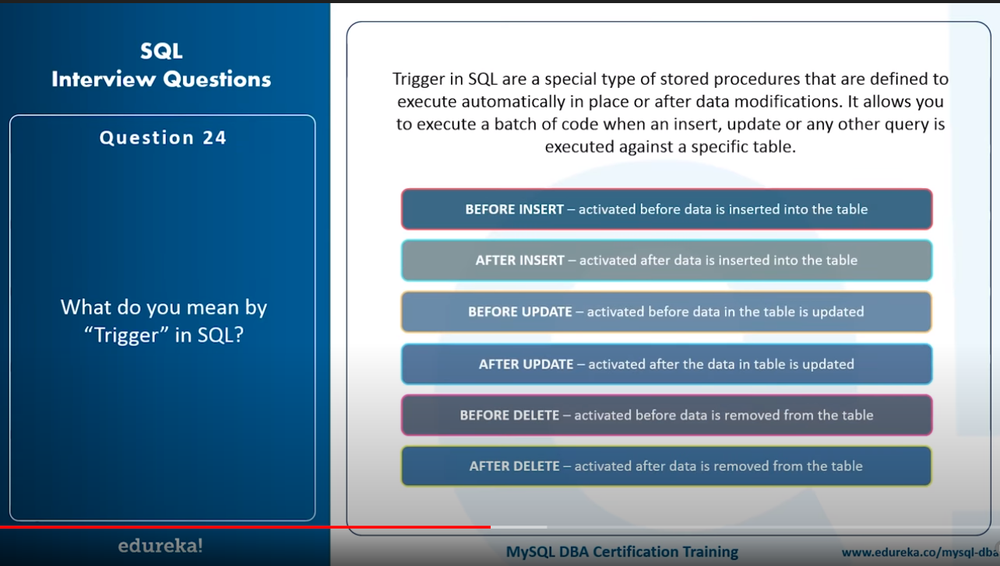 SQL
Interview Questions
Question 24
What do you mean by
“Trigger” in SQL?
edureka!
Trigger in SQL are a special type of stored procedures that are defined to
execute automatically in place or after data modifications. It allows you
to execute a batch of code when an insert, update or any other query is
executed against a specific table.
BEFORE INSERT – activated before data is inserted into the table
AFTER INSERT – activated after data is inserted into the table
BEFORE UPDATE – activated before data in the table is updated
AFTER UPDATE – activated after the data in table is updated
BEFORE DELETE – activated before data is removed from the table
AFTER DELETE – activated after data is removed from the table
MySQL DBA Certification Training
www.edureka.co/mysql-dba